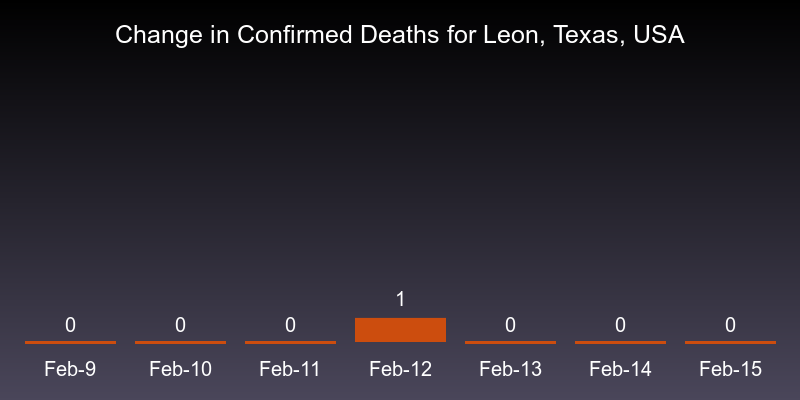 Change in Confirmed Deaths for Leon, Texas, USA
1
0 0 0 0 0 0
Feb-9 Feb-10 Feb-11 Feb-12 Feb-13 Feb-14 Feb-15